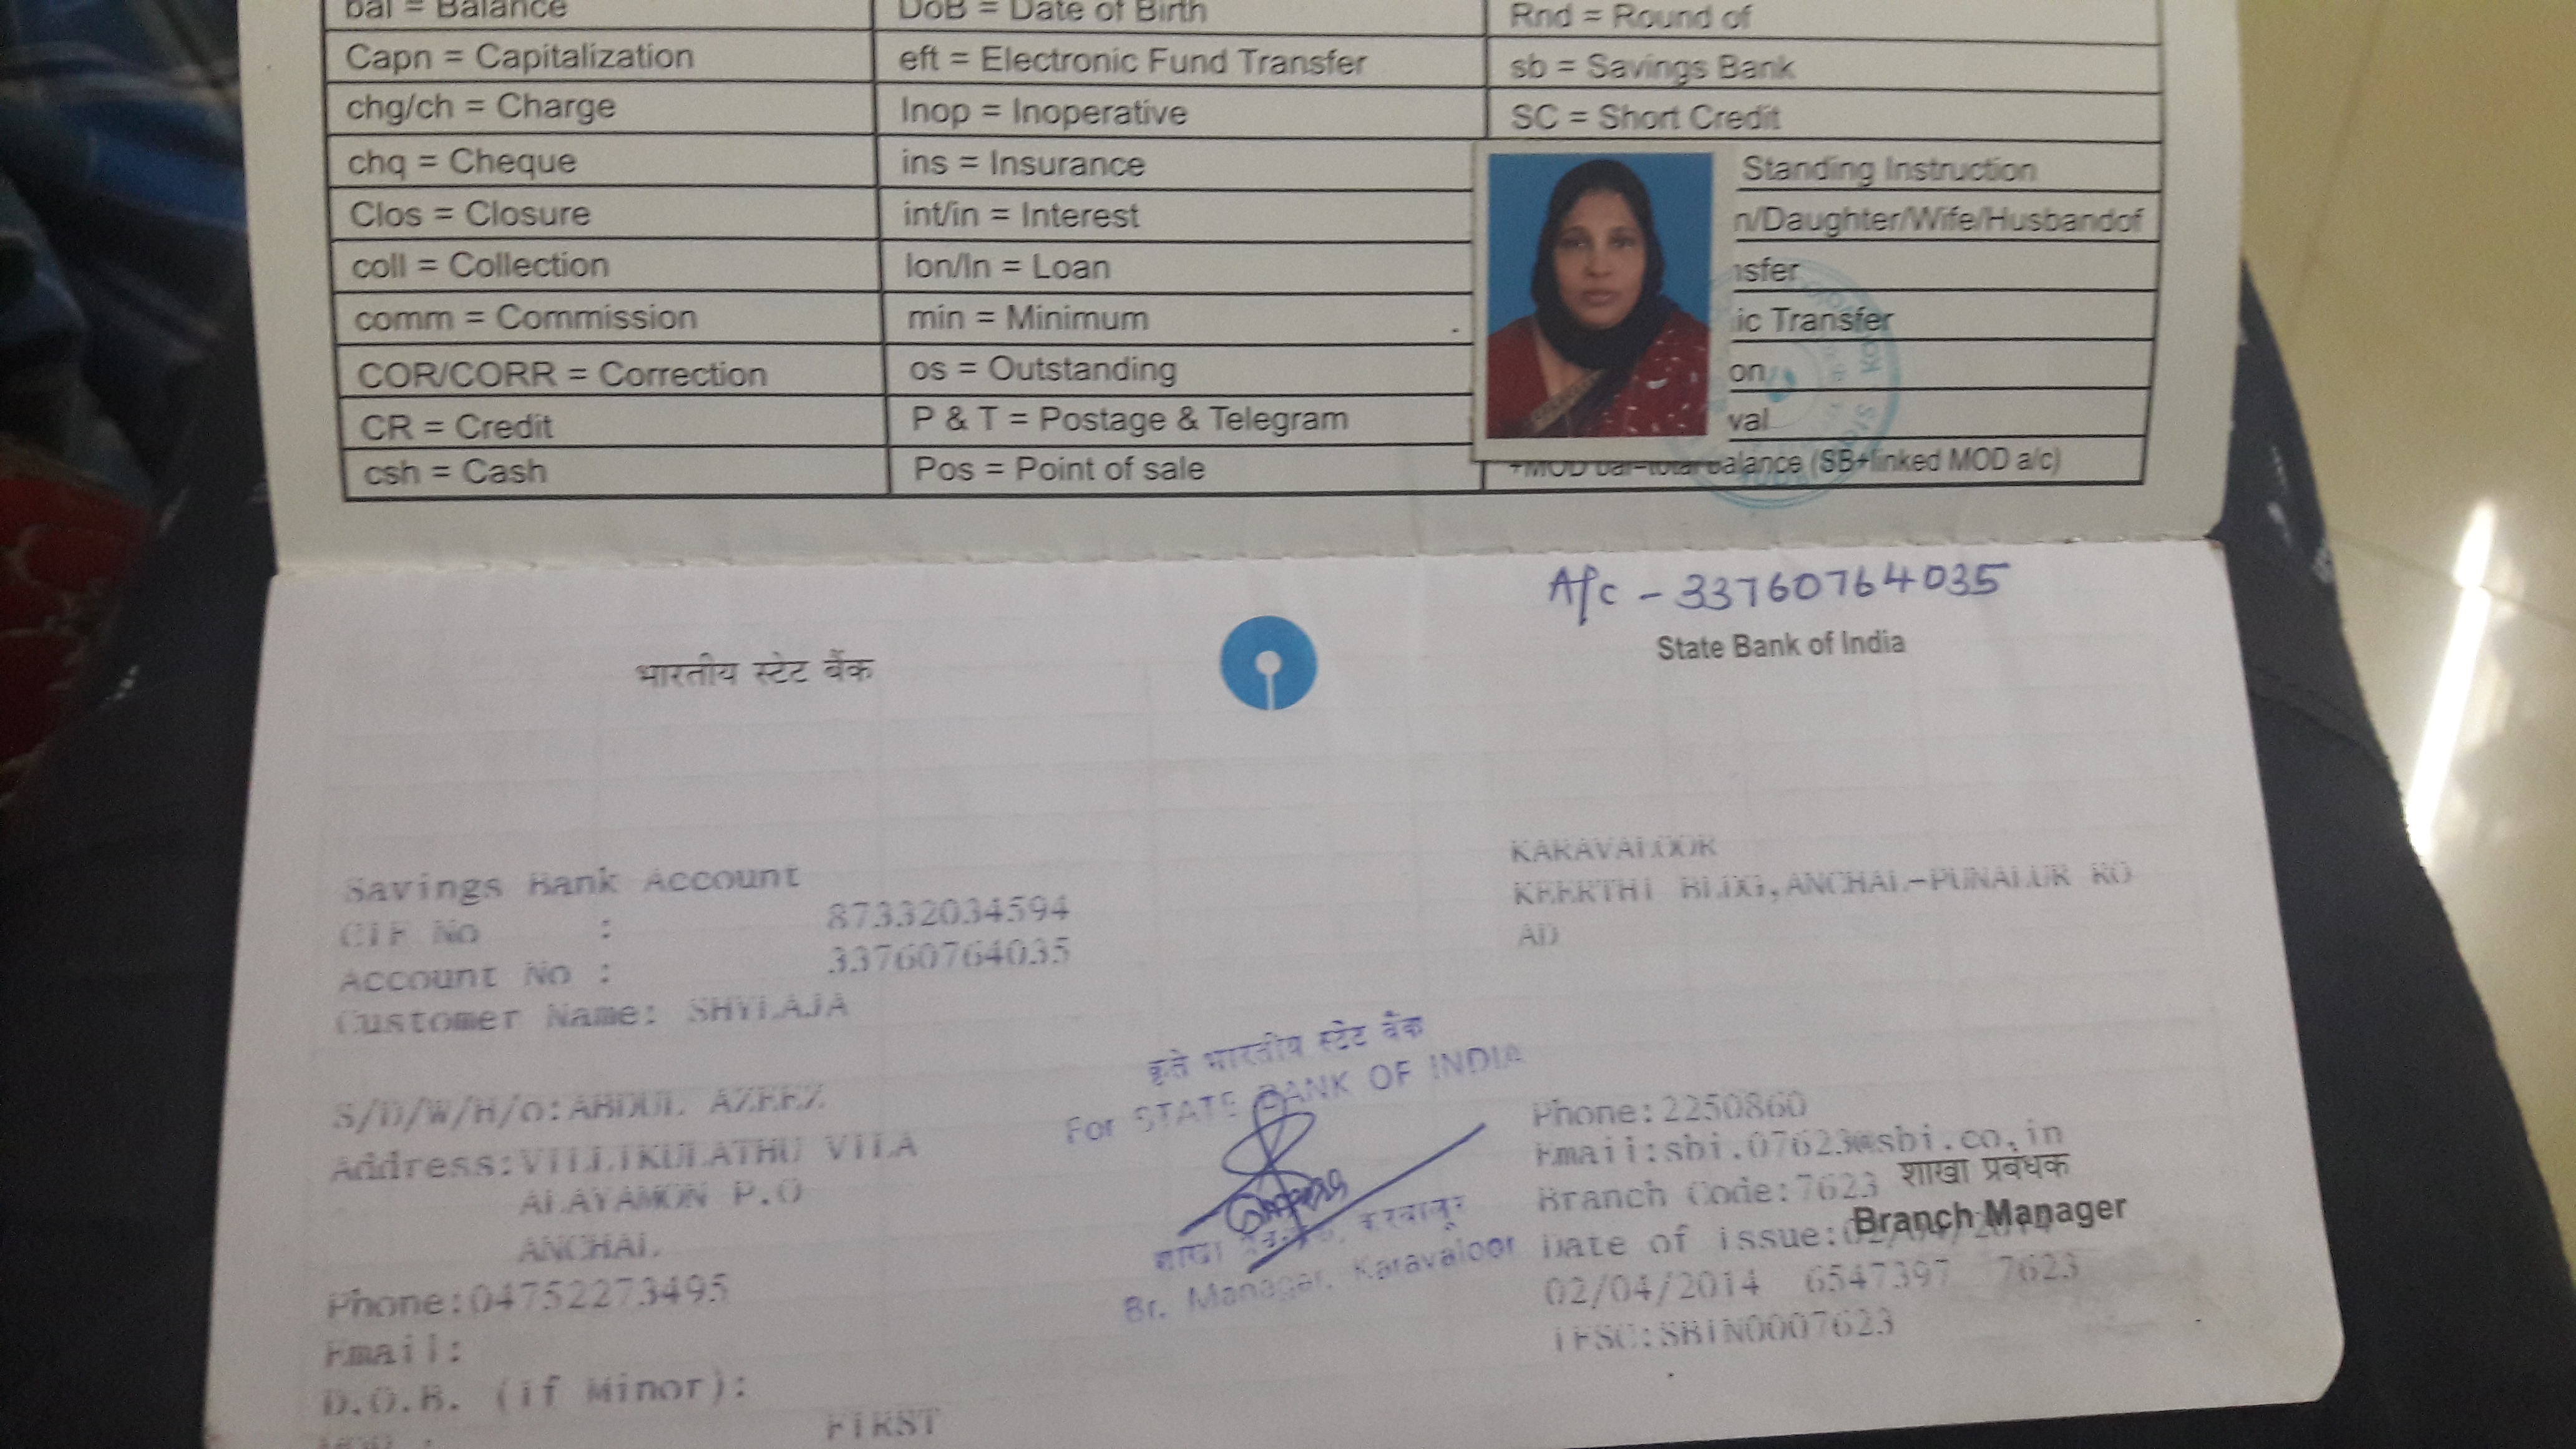 bal = Balance
DoB = Date of Birth
Rnd = Round of
Capn = Capitalization
eft = Electronic Fund Transfer
sb = Savings Bank
chg/ch = Charge
Inop = Inoperative
SC = Short Credit
chq = Cheque
ins = Insurance
Standing Instruction
Clos = Closure
int/in = Interest
n/Daughter/Wife/Husbandof
coll = Collection
lon/ln = Loan
nsfer
comm = Commission
min = Minimum
ic Transfer
COR/CORR = Correction
os = Outstanding
on
CR = Credit
P & T = Postage & Telegram
val
csh = Cash
Pos = Point of sale
+MOD bal=total balance (SB+linked MOD a/c)
A/c - 33760764035
भारतीय स्टेट बैंक
State Bank of India
Savings Bank Account
CIF No : 87332034594
Account No : 33760764035
Customer Name: SHYLAJA
S/D/W/H/o:ABDUL AZEEZ
Address:VILLIKULATHU VILA
ALAYAMON P.O
ANCHAL
Phone:04752273495
Email:
D.O.B. (if Minor):
FIRST
KARAVALOOR
KEERTHI BLDG,ANCHAL-PUNALUR RO
AD
कृते भारतीय स्टेट बैंक
For STATE BANK OF INDIA
शाखा
Br. Manager, Karavaloor
Phone:2250860
Email:sbi.07623@sbi.co.in
Branch Code:7623
शाखा प्रबंधक
Branch Manager
Date of issue:
02/04/2014 6547397 7623
IFSC:SBIN0007623